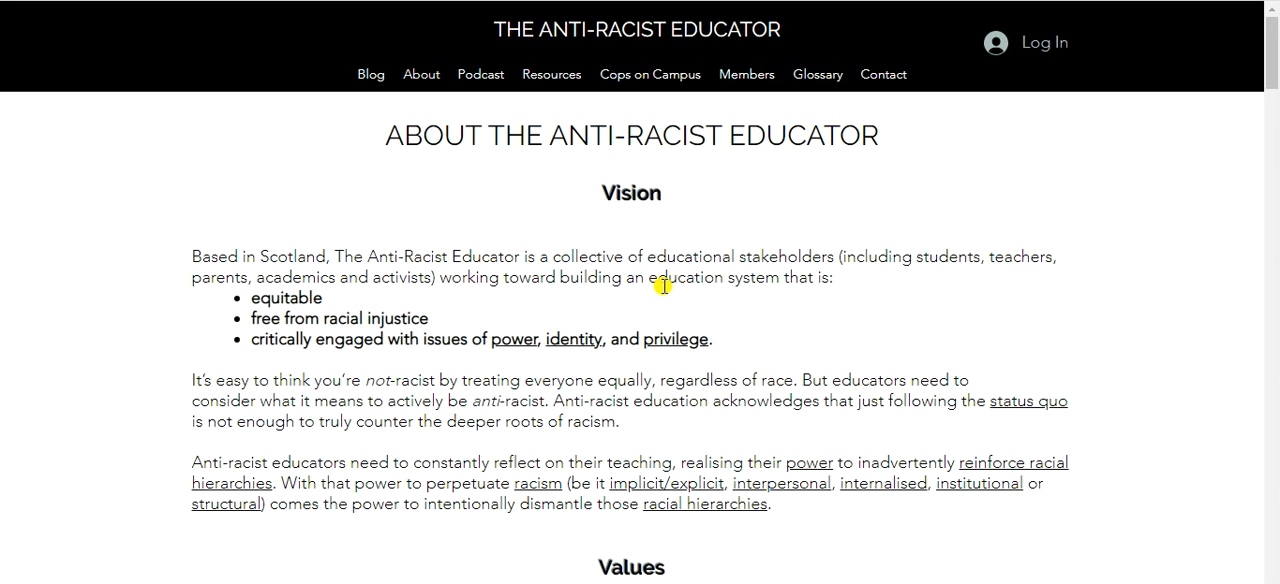 THE ANTI-RACIST EDUCATOR
Log In
Blog About Podcast Resources Cops on Campus Members Glossary Contact
ABOUT THE ANTI-RACIST EDUCATOR
Vision
Based in Scotland, The Anti-Racist Educator is a collective of educational stakeholders (including students, teachers,
parents, academics and activists) working toward building an education system that is:
• equitable
• free from racial injustice
• critically engaged with issues of power, identity, and privilege.
It's easy to think you're not-racist by treating everyone equally, regardless of race. But educators need to
consider what it means to actively be anti-racist. Anti-racist education acknowledges that just following the status quo
is not enough to truly counter the deeper roots of racism.
Anti-racist educators need to constantly reflect on their teaching, realising their power to inadvertently reinforce racial
hierarchies. With that power to perpetuate racism (be it implicit/explicit, interpersonal, internalised, institutional or
structural) comes the power to intentionally dismantle those racial hierarchies.
Values